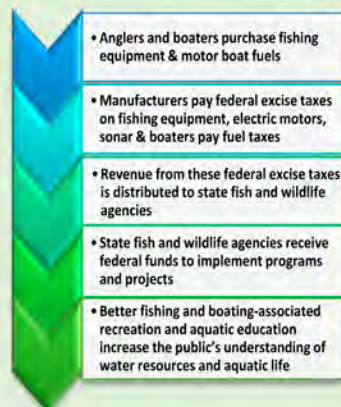 • Anglers and boaters purchase fishing
equipment & motor boat fuels
• Manufacturers pay federal excise taxes
on fishing equipment, electric motors,
sonar & boaters pay fuel taxes
• Revenue from these federal excise taxes
is distributed to state fish and wildlife
agencies
• State fish and wildlife agencies receive
federal funds to implement programs
and projects
• Better fishing and boating-associated
recreation and aquatic education
increase the public's understanding of
water resources and aquatic life